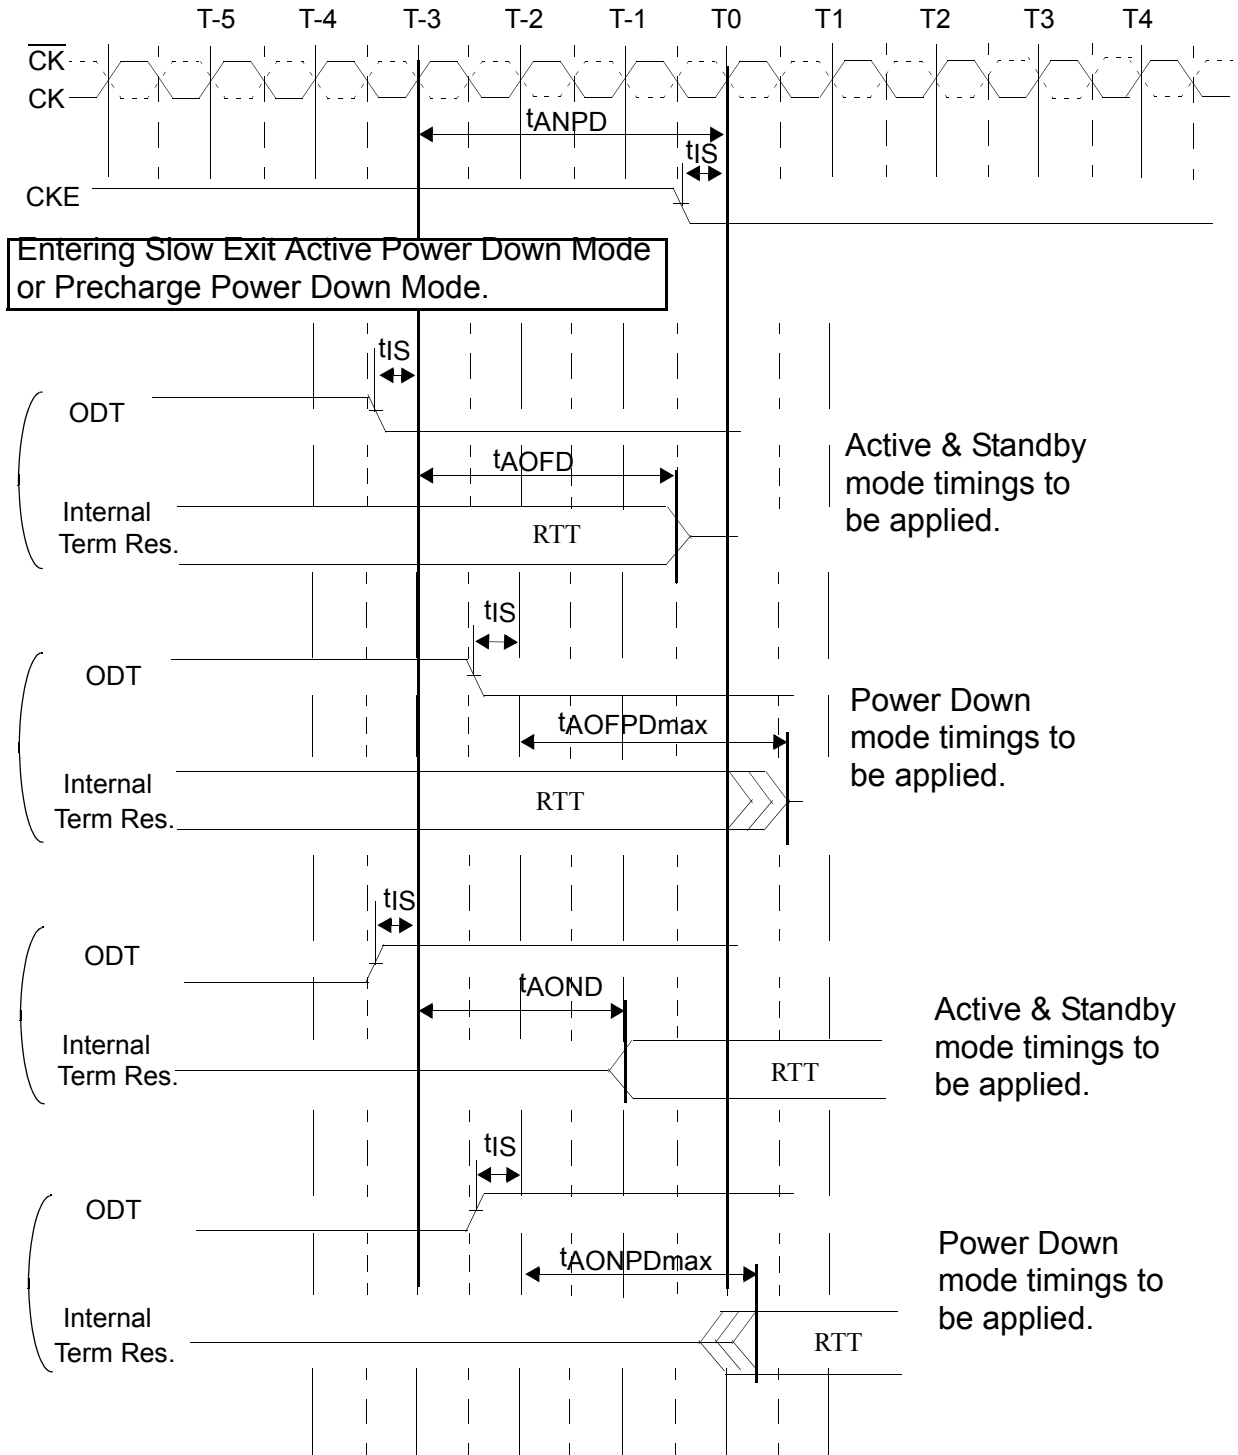 T-5 T-4 T-3 T-2 T-1 T0 T1 T2 T3 T4
CK
CK
tANPD
tIS
CKE
Entering Slow Exit Active Power Down Mode
or Precharge Power Down Mode.
tIS
ODT
tAOFD
Internal
Term Res.
RTT
Active & Standby
mode timings to
be applied.
tIS
ODT
tAOFPDmax
Internal
Term Res.
RTT
Power Down
mode timings to
be applied.
tIS
ODT
tAOND
Internal
Term Res.
RTT
Active & Standby
mode timings to
be applied.
tIS
ODT
tAONPDmax
Internal
Term Res.
RTT
Power Down
mode timings to
be applied.